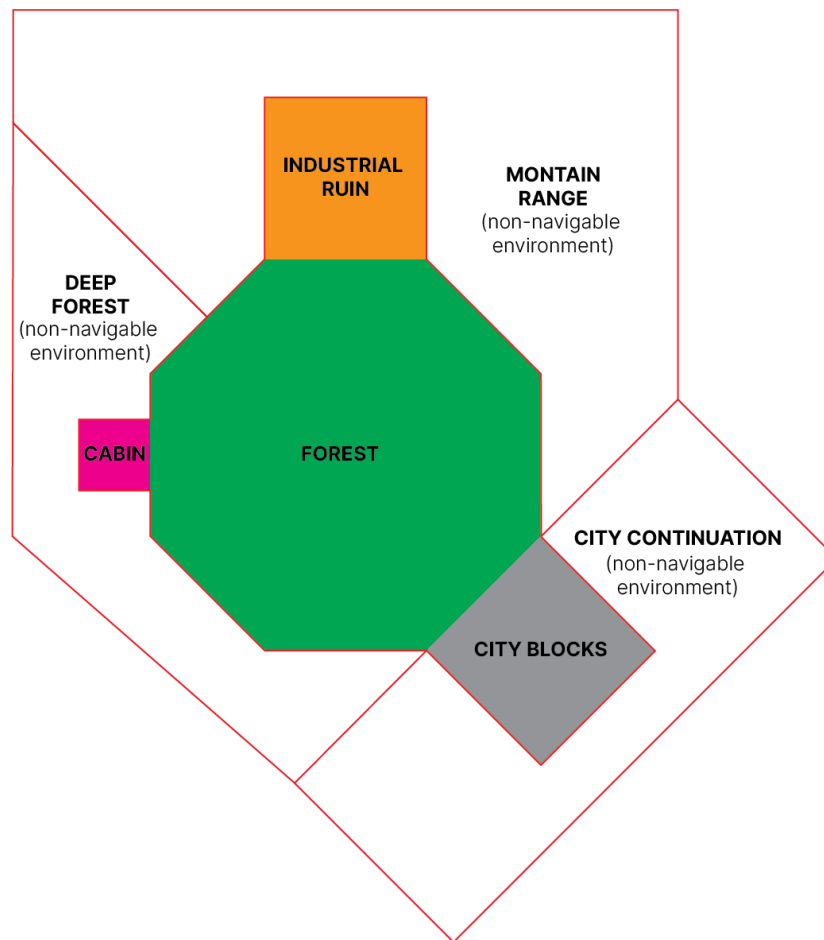 INDUSTRIAL
RUIN
MONTAIN
RANGE
(non-navigable
environment)
DEEP
FOREST
(non-navigable
environment)
CABIN
FOREST
CITY CONTINUATION
(non-navigable
environment)
CITY BLOCKS